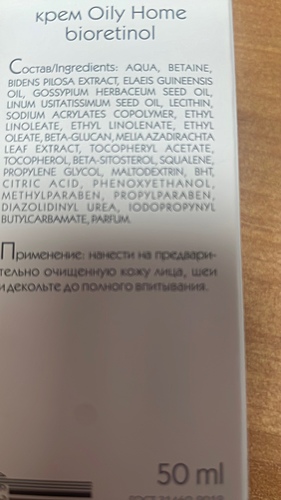 крем Oily Home
bioretinol
Состав/Ingredients: AQUA, BETAINE,
BIDENS PILOSA EXTRACT, ELAEIS GUINEENSIS
OIL, GOSSYPIUM HERBACEUM SEED OIL,
LINUM USITATISSIMUM SEED OIL, LECITHIN,
SODIUM ACRYLATES COPOLYMER, ETHYL
LINOLEATE, ETHYL LINOLENATE, ETHYL
OLEATE, BETA-GLUCAN, MELIA AZADIRACHTA
LEAF EXTRACT, TOCOPHERYL ACETATE,
TOCOPHEROL, BETA-SITOSTEROL, SQUALENE,
PROPYLENE GLYCOL, MALTODEXTRIN, BHT,
CITRIC ACID, PHENOXYETHANOL,
METHYLPARABEN, PROPYLPARABEN,
DIAZOLIDINYL UREA, IODOPROPYNYL
BUTYLCARBAMATE, PARFUM.
Применение: нанести на предвари-
тельно очищенную кожу лица, шеи
и декольте до полного впитывания.
50 ml